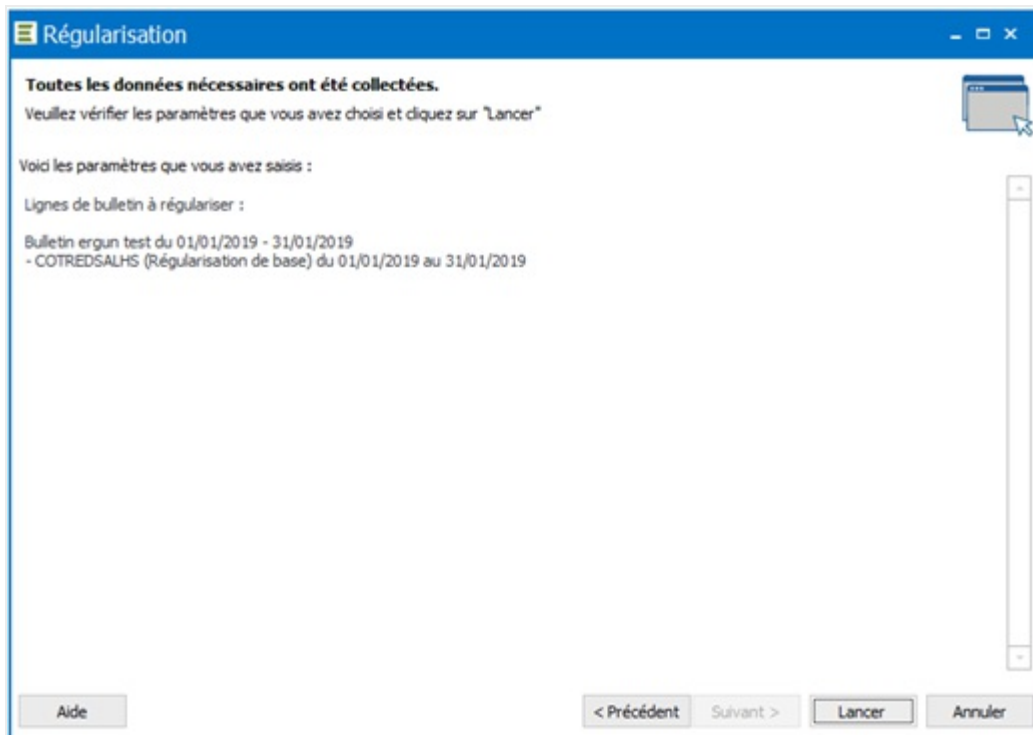 Régularisation
Toutes les données nécessaires ont été collectées.
Veuillez vérifier les paramètres que vous avez choisi et cliquez sur "Lancer"
Voici les paramètres que vous avez saisis :
Lignes de bulletin à régulariser :
Bulletin ergun test du 01/01/2019 - 31/01/2019
- COTREDSALHS (Régularisation de base) du 01/01/2019 au 31/01/2019
Aide
< Précédent
Suivant >
Lancer
Annuler